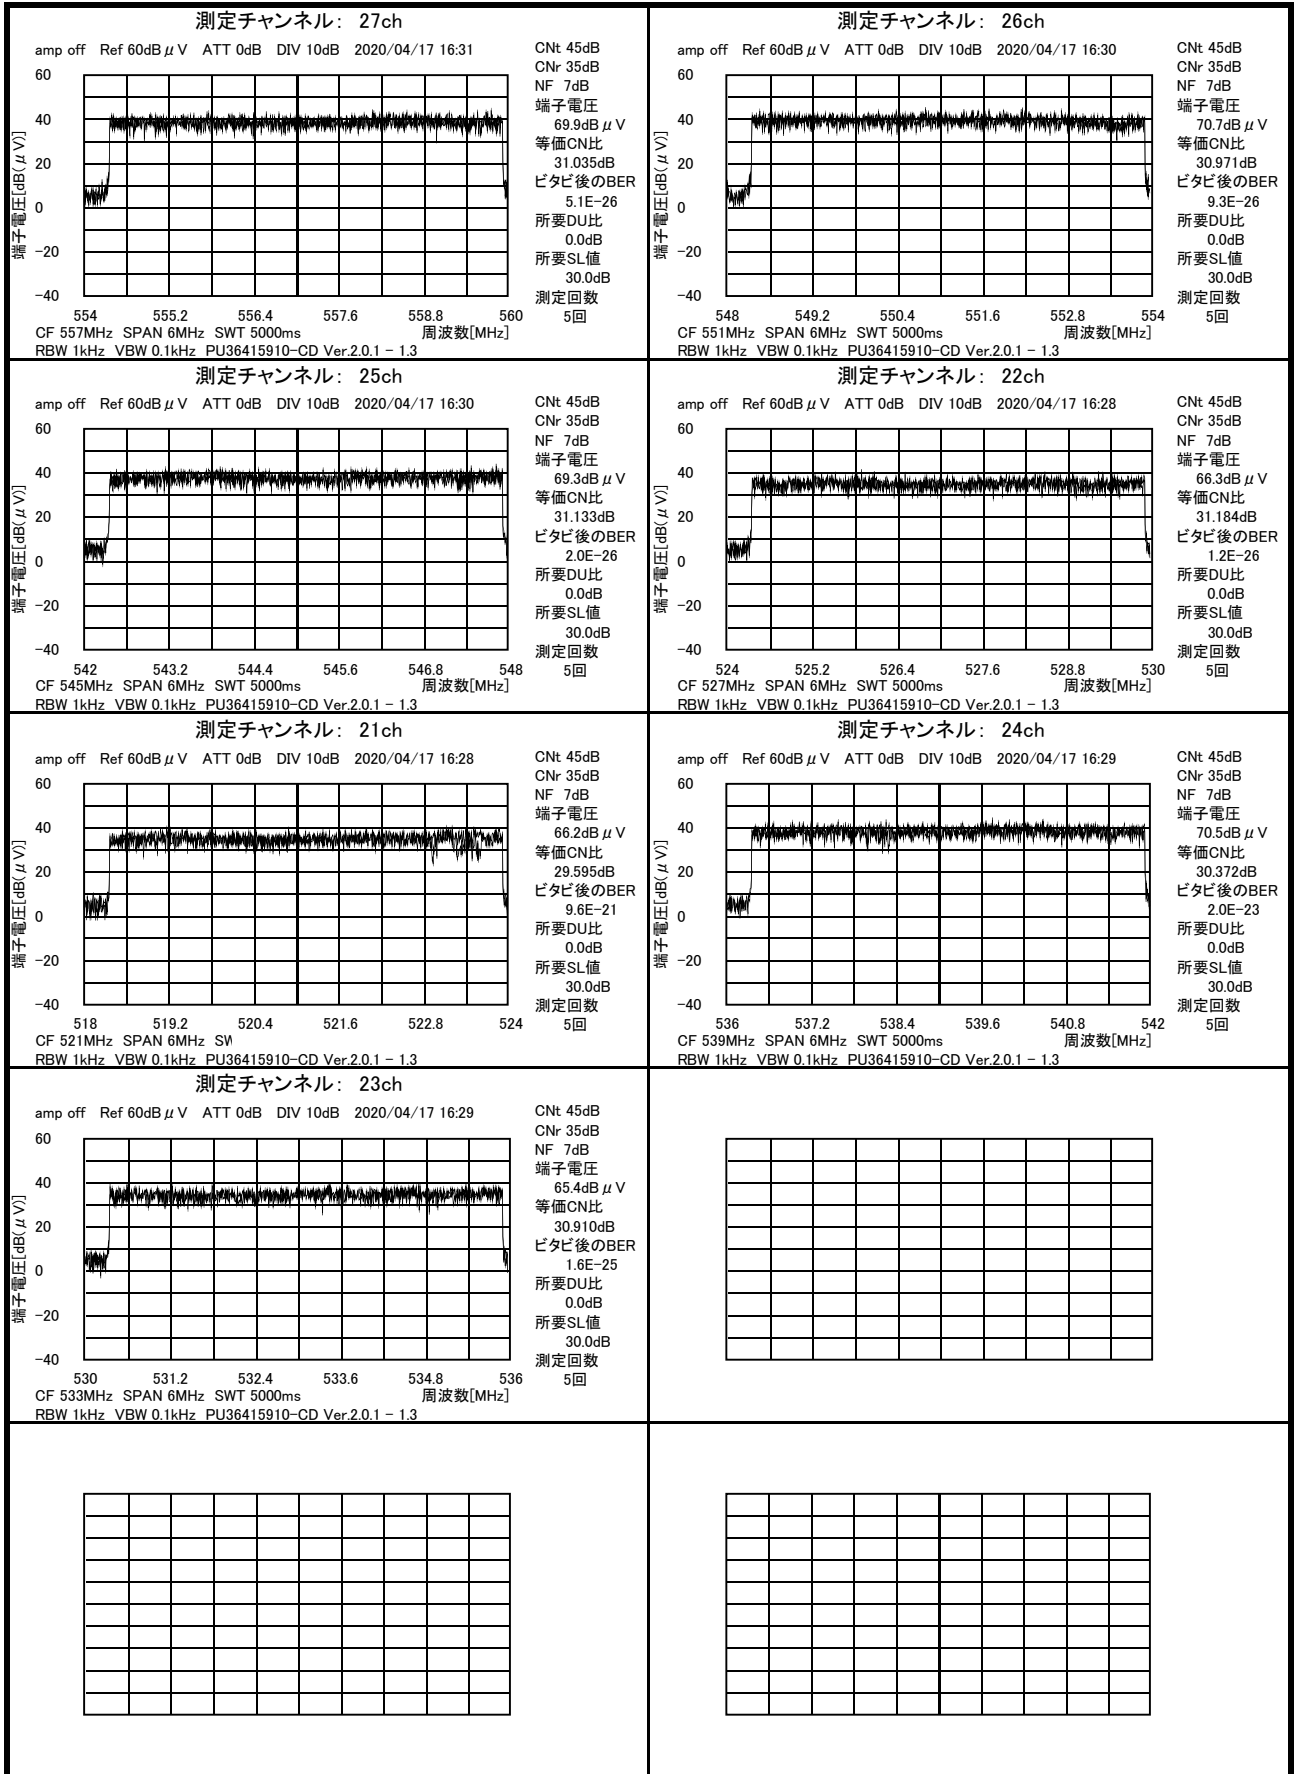 測定チャンネル： 27ch
amp off Ref 60dBμV ATT 0dB DIV 10dB 2020/04/17 16:31
CNt 45dB
CNr 35dB
NF 7dB
端子電圧
69.9dBμV
等価CN比
31.035dB
ビタビ後のBER
5.1E-26
所要DU比
0.0dB
所要SL値
30.0dB
測定回数
5回
端子電圧[dB(μV)]
60
40
20
0
-20
-40
554 555.2 556.4 557.6 558.8 560
CF 557MHz SPAN 6MHz SWT 5000ms 周波数[MHz]
RBW 1kHz VBW 0.1kHz PU36415910-CD Ver.2.0.1 - 1.3
測定チャンネル： 26ch
amp off Ref 60dBμV ATT 0dB DIV 10dB 2020/04/17 16:30
CNt 45dB
CNr 35dB
NF 7dB
端子電圧
70.7dBμV
等価CN比
30.971dB
ビタビ後のBER
9.3E-26
所要DU比
0.0dB
所要SL値
30.0dB
測定回数
5回
端子電圧[dB(μV)]
60
40
20
0
-20
-40
548 549.2 550.4 551.6 552.8 554
CF 551MHz SPAN 6MHz SWT 5000ms 周波数[MHz]
RBW 1kHz VBW 0.1kHz PU36415910-CD Ver.2.0.1 - 1.3
測定チャンネル： 25ch
amp off Ref 60dBμV ATT 0dB DIV 10dB 2020/04/17 16:30
CNt 45dB
CNr 35dB
NF 7dB
端子電圧
69.3dBμV
等価CN比
31.133dB
ビタビ後のBER
2.0E-26
所要DU比
0.0dB
所要SL値
30.0dB
測定回数
5回
端子電圧[dB(μV)]
60
40
20
0
-20
-40
542 543.2 544.4 545.6 546.8 548
CF 545MHz SPAN 6MHz SWT 5000ms 周波数[MHz]
RBW 1kHz VBW 0.1kHz PU36415910-CD Ver.2.0.1 - 1.3
測定チャンネル： 22ch
amp off Ref 60dBμV ATT 0dB DIV 10dB 2020/04/17 16:28
CNt 45dB
CNr 35dB
NF 7dB
端子電圧
66.3dBμV
等価CN比
31.184dB
ビタビ後のBER
1.2E-26
所要DU比
0.0dB
所要SL値
30.0dB
測定回数
5回
端子電圧[dB(μV)]
60
40
20
0
-20
-40
524 525.2 526.4 527.6 528.8 530
CF 527MHz SPAN 6MHz SWT 5000ms 周波数[MHz]
RBW 1kHz VBW 0.1kHz PU36415910-CD Ver.2.0.1 - 1.3
測定チャンネル： 21ch
amp off Ref 60dBμV ATT 0dB DIV 10dB 2020/04/17 16:28
CNt 45dB
CNr 35dB
NF 7dB
端子電圧
66.2dBμV
等価CN比
29.595dB
ビタビ後のBER
9.6E-21
所要DU比
0.0dB
所要SL値
30.0dB
測定回数
5回
端子電圧[dB(μV)]
60
40
20
0
-20
-40
518 519.2 520.4 521.6 522.8 524
CF 521MHz SPAN 6MHz SW
RBW 1kHz VBW 0.1kHz PU36415910-CD Ver.2.0.1 - 1.3
測定チャンネル： 24ch
amp off Ref 60dBμV ATT 0dB DIV 10dB 2020/04/17 16:29
CNt 45dB
CNr 35dB
NF 7dB
端子電圧
70.5dBμV
等価CN比
30.372dB
ビタビ後のBER
2.0E-23
所要DU比
0.0dB
所要SL値
30.0dB
測定回数
5回
端子電圧[dB(μV)]
60
40
20
0
-20
-40
536 537.2 538.4 539.6 540.8 542
CF 539MHz SPAN 6MHz SWT 5000ms 周波数[MHz]
RBW 1kHz VBW 0.1kHz PU36415910-CD Ver.2.0.1 - 1.3
測定チャンネル： 23ch
amp off Ref 60dBμV ATT 0dB DIV 10dB 2020/04/17 16:29
CNt 45dB
CNr 35dB
NF 7dB
端子電圧
65.4dBμV
等価CN比
30.910dB
ビタビ後のBER
1.6E-25
所要DU比
0.0dB
所要SL値
30.0dB
測定回数
5回
端子電圧[dB(μV)]
60
40
20
0
-20
-40
530 531.2 532.4 533.6 534.8 536
CF 533MHz SPAN 6MHz SWT 5000ms 周波数[MHz]
RBW 1kHz VBW 0.1kHz PU36415910-CD Ver.2.0.1 - 1.3